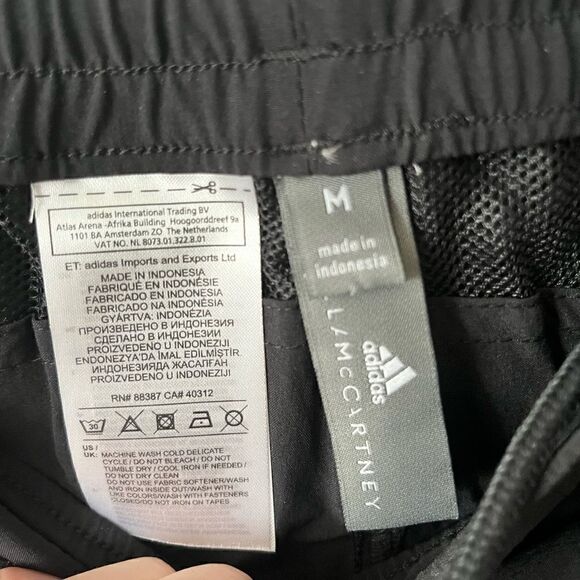 adidas International Trading BV
Atlas Arena -Afrika Building Hoogoorddreef 9a
1101 BA Amsterdam ZO The Netherlands
VAT NO. NL 8073.01.322.B.01
ET: adidas Imports and Exports Ltd
MADE IN INDONESIA
FABRIQUÉ EN INDONÉSIE
FABRICADO EN INDONESIA
FABRICADO NA INDONÉSIA
GYÁRTVA: INDONÉZIA
ПРОИЗВЕДЕНО В ИНДОНЕЗИИ
СДЕЛАНО В ИНДОНЕЗИИ
PROIZVEDENO U INDONEZIJI
ENDONEZYA'DA İMAL EDİLMİŞTİR
ИНДОНЕЗИЯДА ЖАСАЛҒАН
PROIZVEDENO U INDONEZIJI
RN# 88387 CA# 40312
30
US /
UK: MACHINE WASH COLD DELICATE
CYCLE / DO NOT BLEACH / DO NOT
TUMBLE DRY / COOL IRON IF NEEDED /
DO NOT DRY CLEAN
DO NOT USE FABRIC SOFTENER/WASH
AND IRON INSIDE OUT/WASH WITH
LIKE COLORS/WASH WITH FASTENERS
CLOSED/DO NOT IRON ON TAPES
M
made in
indonesia
adidas
LA MCCARTNEY